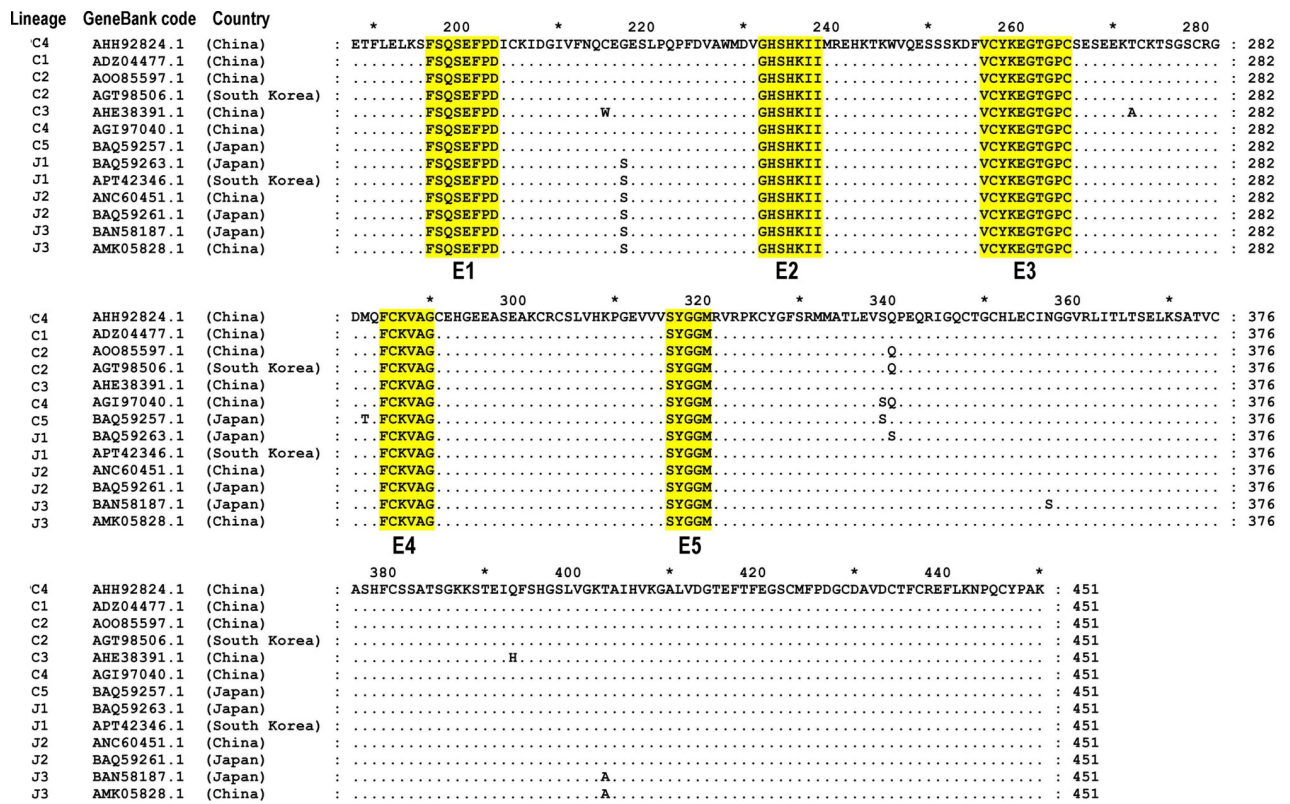 Lineage GeneBank code Country
* 200 * 220 * 240 * 260 * 280
C4 AHH92824.1 (China) : ETFLELKSFSQSEFPDICKIDGIVFNQCEGESLPQPFDVAWMDVGHSHKIIMREHKTKWVQESSSKDFVCYKEGTGPCSESEEKTCKTSGSCRG : 282
C1 ADZ04477.1 (China) : ........FSQSEFPD............................GHSHKII.................VCYKEGTGPC................ : 282
C2 AOO85597.1 (China) : ........FSQSEFPD............................GHSHKII.................VCYKEGTGPC................ : 282
C2 AGT98506.1 (South Korea) : ........FSQSEFPD............................GHSHKII.................VCYKEGTGPC................ : 282
C3 AHE38391.1 (China) : ........FSQSEFPD...........W................GHSHKII.................VCYKEGTGPC......A......... : 282
C4 AGI97040.1 (China) : ........FSQSEFPD............................GHSHKII.................VCYKEGTGPC................ : 282
C5 BAQ59257.1 (Japan) : ........FSQSEFPD............................GHSHKII.................VCYKEGTGPC................ : 282
J1 BAQ59263.1 (Japan) : ........FSQSEFPD.............S..............GHSHKII.................VCYKEGTGPC................ : 282
J1 APT42346.1 (South Korea) : ........FSQSEFPD.............S..............GHSHKII.................VCYKEGTGPC................ : 282
J2 ANC60451.1 (China) : ........FSQSEFPD.............S..............GHSHKII.................VCYKEGTGPC................ : 282
J2 BAQ59261.1 (Japan) : ........FSQSEFPD.............S..............GHSHKII.................VCYKEGTGPC................ : 282
J3 BAN58187.1 (Japan) : ........FSQSEFPD.............S..............GHSHKII.................VCYKEGTGPC................ : 282
J3 AMK05828.1 (China) : ........FSQSEFPD.............S..............GHSHKII.................VCYKEGTGPC................ : 282
E1 E2 E3
* 300 * 320 * 340 * 360 *
C4 AHH92824.1 (China) : DMQFCKVAGCEHGEEASEAKCRCSLVHKPGEVVVSYGGMRVRPKCYGFSRMMATLEVSQPEQRIGQCTGCHLECINGGVRLITLTSELKSATVC : 376
C1 ADZ04477.1 (China) : ...FCKVAG.........................SYGGM....................................................... : 376
C2 AOO85597.1 (China) : ...FCKVAG.........................SYGGM...................Q................................... : 376
C2 AGT98506.1 (South Korea) : ...FCKVAG.........................SYGGM...................Q................................... : 376
C3 AHE38391.1 (China) : ...FCKVAG.........................SYGGM....................................................... : 376
C4 AGI97040.1 (China) : ...FCKVAG.........................SYGGM..................SQ................................... : 376
C5 BAQ59257.1 (Japan) : .T.FCKVAG.........................SYGGM..................S.................................... : 376
J1 BAQ59263.1 (Japan) : ...FCKVAG.........................SYGGM...................S................................... : 376
J1 APT42346.1 (South Korea) : ...FCKVAG.........................SYGGM....................................................... : 376
J2 ANC60451.1 (China) : ...FCKVAG.........................SYGGM....................................................... : 376
J2 BAQ59261.1 (Japan) : ...FCKVAG.........................SYGGM....................................................... : 376
J3 BAN58187.1 (Japan) : ...FCKVAG.........................SYGGM....................................S.................. : 376
J3 AMK05828.1 (China) : ...FCKVAG.........................SYGGM....................................................... : 376
E4 E5
380 * 400 * 420 * 440 *
C4 AHH92824.1 (China) : ASHFCSSATSGKKSTEIQFSHGSLVGKTAIHVKGALVDGTEFTFEGSCMFPDGCDAVDCTFCREFLKNPQCYPAK : 451
C1 ADZ04477.1 (China) : ........................................................................... : 451
C2 AOO85597.1 (China) : ........................................................................... : 451
C2 AGT98506.1 (South Korea) : ........................................................................... : 451
C3 AHE38391.1 (China) : .................H......................................................... : 451
C4 AGI97040.1 (China) : ........................................................................... : 451
C5 BAQ59257.1 (Japan) : ........................................................................... : 451
J1 BAQ59263.1 (Japan) : ........................................................................... : 451
J1 APT42346.1 (South Korea) : ........................................................................... : 451
J2 ANC60451.1 (China) : ........................................................................... : 451
J2 BAQ59261.1 (Japan) : ........................................................................... : 451
J3 BAN58187.1 (Japan) : ...........................A............................................... : 451
J3 AMK05828.1 (China) : ...........................A............................................... : 451